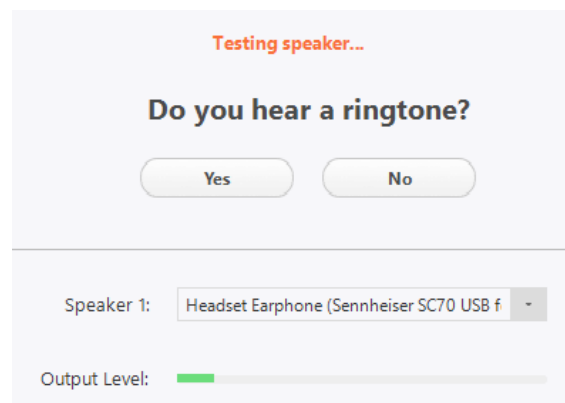 Testing speaker...
Do you hear a ringtone?
Yes No
Speaker 1: Headset Earphone (Sennheiser SC70 USB f
Output Level: